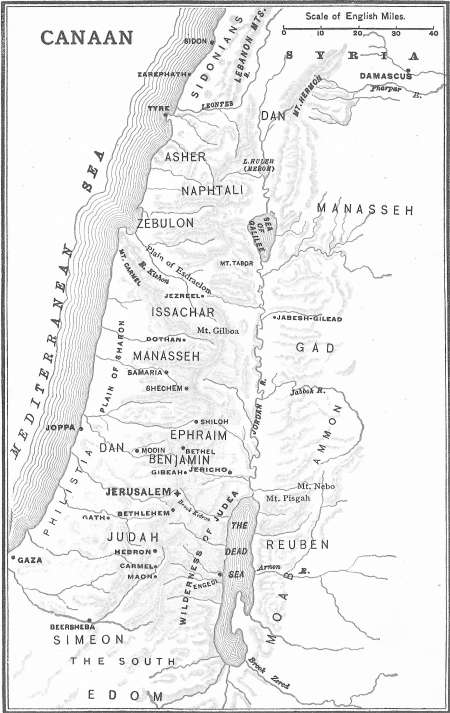 CANAAN
Scale of English Miles.
0 10 20 30 40
SIDON
SIDONIANS
LEBANON MTS.
SYRIA
ZAREPHATH
DAMASCUS
MT. HERMON
Pharpar R.
TYRE
LEONTES
R.
DAN
ASHER
L. HULEH
(MEROM)
NAPHTALI
MANASSEH
ZEBULON
SEA
OF
GALILEE
MEDITERRANEAN SEA
MT. CARMEL
R. Kishon
Plain of Esdraelon
MT. TABOR
JEZREEL
ISSACHAR
JABESH-GILEAD
Mt. Gilboa
PLAIN OF SHARON
DOTHAN
GAD
MANASSEH
SAMARIA
SHECHEM
Jabbok R.
JORDAN R.
AMMON
JOPPA
SHILOH
EPHRAIM
DAN
MODIN
BETHEL
BENJAMIN
GIBEAH
JERICHO
PHILISTIA
Mt. Nebo
JERUSALEM
Mt. Pisgah
Brook Kedron
BETHLEHEM
GATH
THE
DEAD
SEA
JUDAH
REUBEN
HEBRON
WILDERNESS OF JUDEA
GAZA
CARMEL
Arnon R.
MAON
ENGEDI
MOAB
BEERSHEBA
SIMEON
THE SOUTH
Brook Zered
EDOM